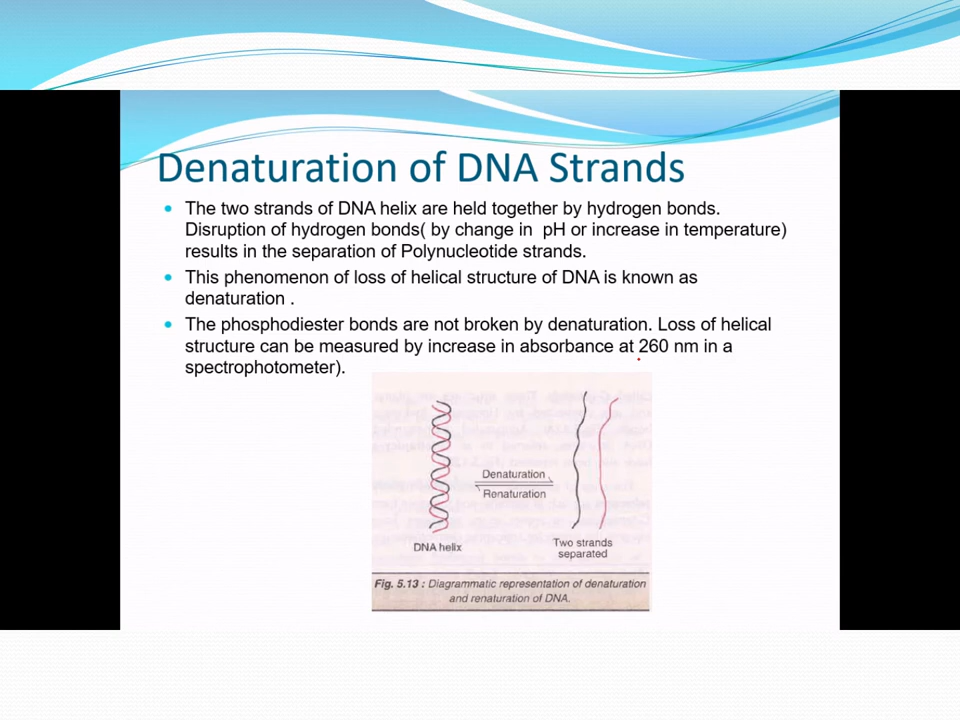 Denaturation of DNA Strands
The two strands of DNA helix are held together by hydrogen bonds.
Disruption of hydrogen bonds( by change in  pH or increase in temperature)
results in the separation of Polynucleotide strands.
This phenomenon of loss of helical structure of DNA is known as
denaturation .
The phosphodiester bonds are not broken by denaturation. Loss of helical
structure can be measured by increase in absorbance at 260 nm in a
spectrophotometer).
Denaturation
Renaturation
DNA helix
Two strands
separated
Fig. 5.13 : Diagrammatic representation of denaturation
and renaturation of DNA.